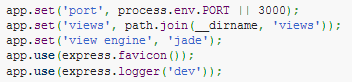 app.set('port', process.env.PORT || 3000);
app.set('views', path.join(__dirname, 'views'));
app.set('view engine', 'jade');
app.use(express.favicon());
app.use(express.logger('dev'));